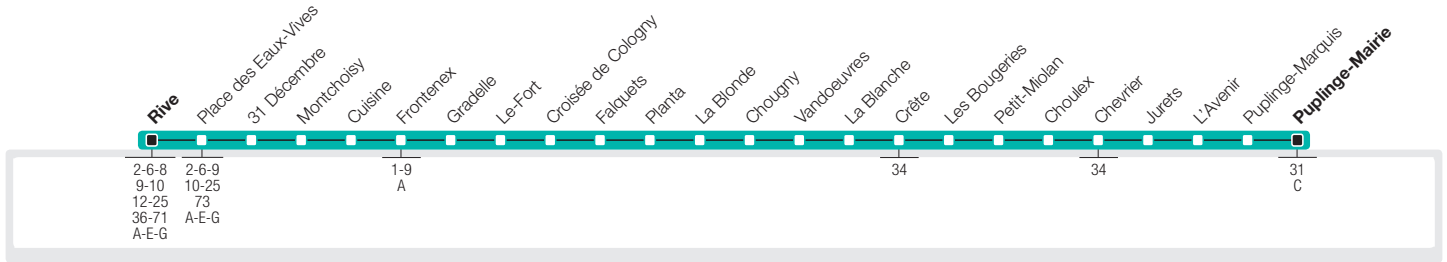 Rive
Place des Eaux-Vives
31 Décembre
Montchoisy
Cuisine
Frontenex
Gradelle
Le-Fort
Croisée de Cologny
Falquets
Planta
La Blonde
Chougny
Vandoeuvres
La Blanche
Crête
Les Bougeries
Petit-Miolan
Choulex
Chevrier
Jurets
L'Avenir
Puplinge-Marquis
Puplinge-Mairie
2-6-8
9-10
12-25
36-71
A-E-G
2-6-9
10-25
73
A-E-G
1-9
A
34
34
31
C